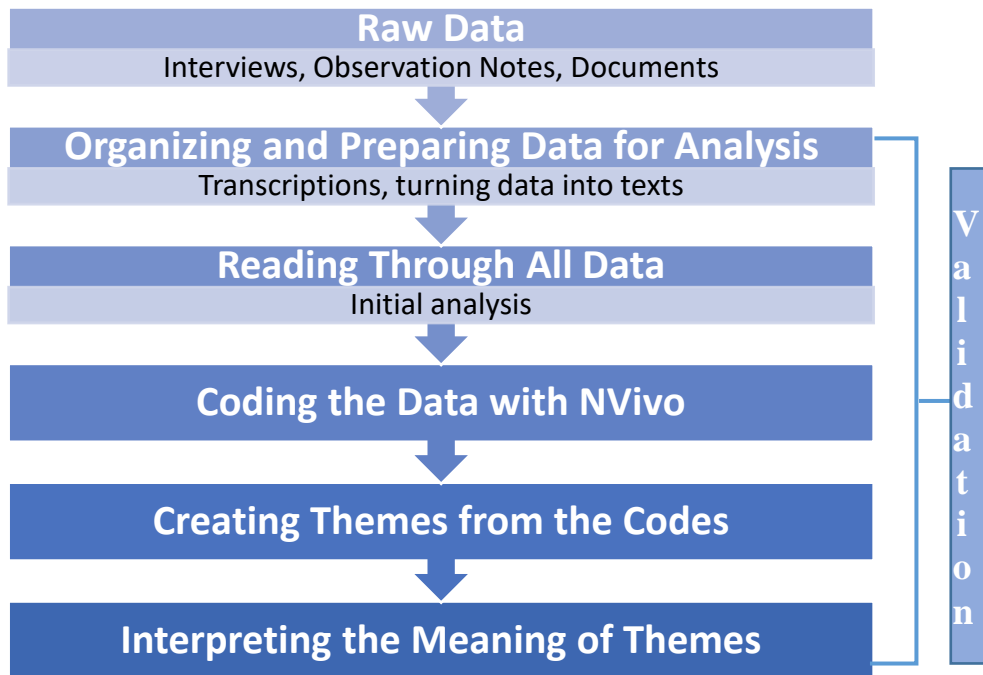 Raw Data
Interviews, Observation Notes, Documents
Organizing and Preparing Data for Analysis
Transcriptions, turning data into texts
Reading Through All Data
Initial analysis
Coding the Data with NVivo
Creating Themes from the Codes
Interpreting the Meaning of Themes
Validation